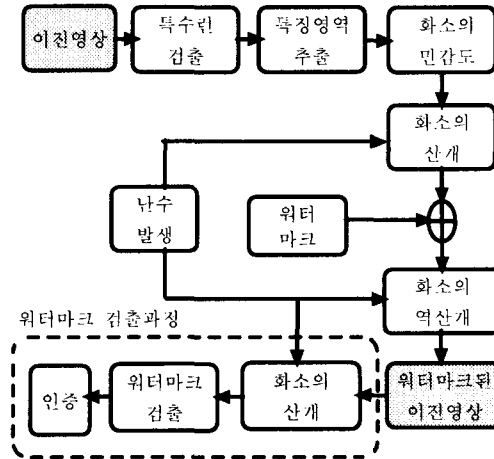 이진영상
특수런
검출
특징영역
추출
화소의
민감도
화소의
산개
난수
발생
워터
마크
화소의
역산개
워터마크 검출과정
인증
워터마크
검출
화소의
산개
워터마크된
이진영상